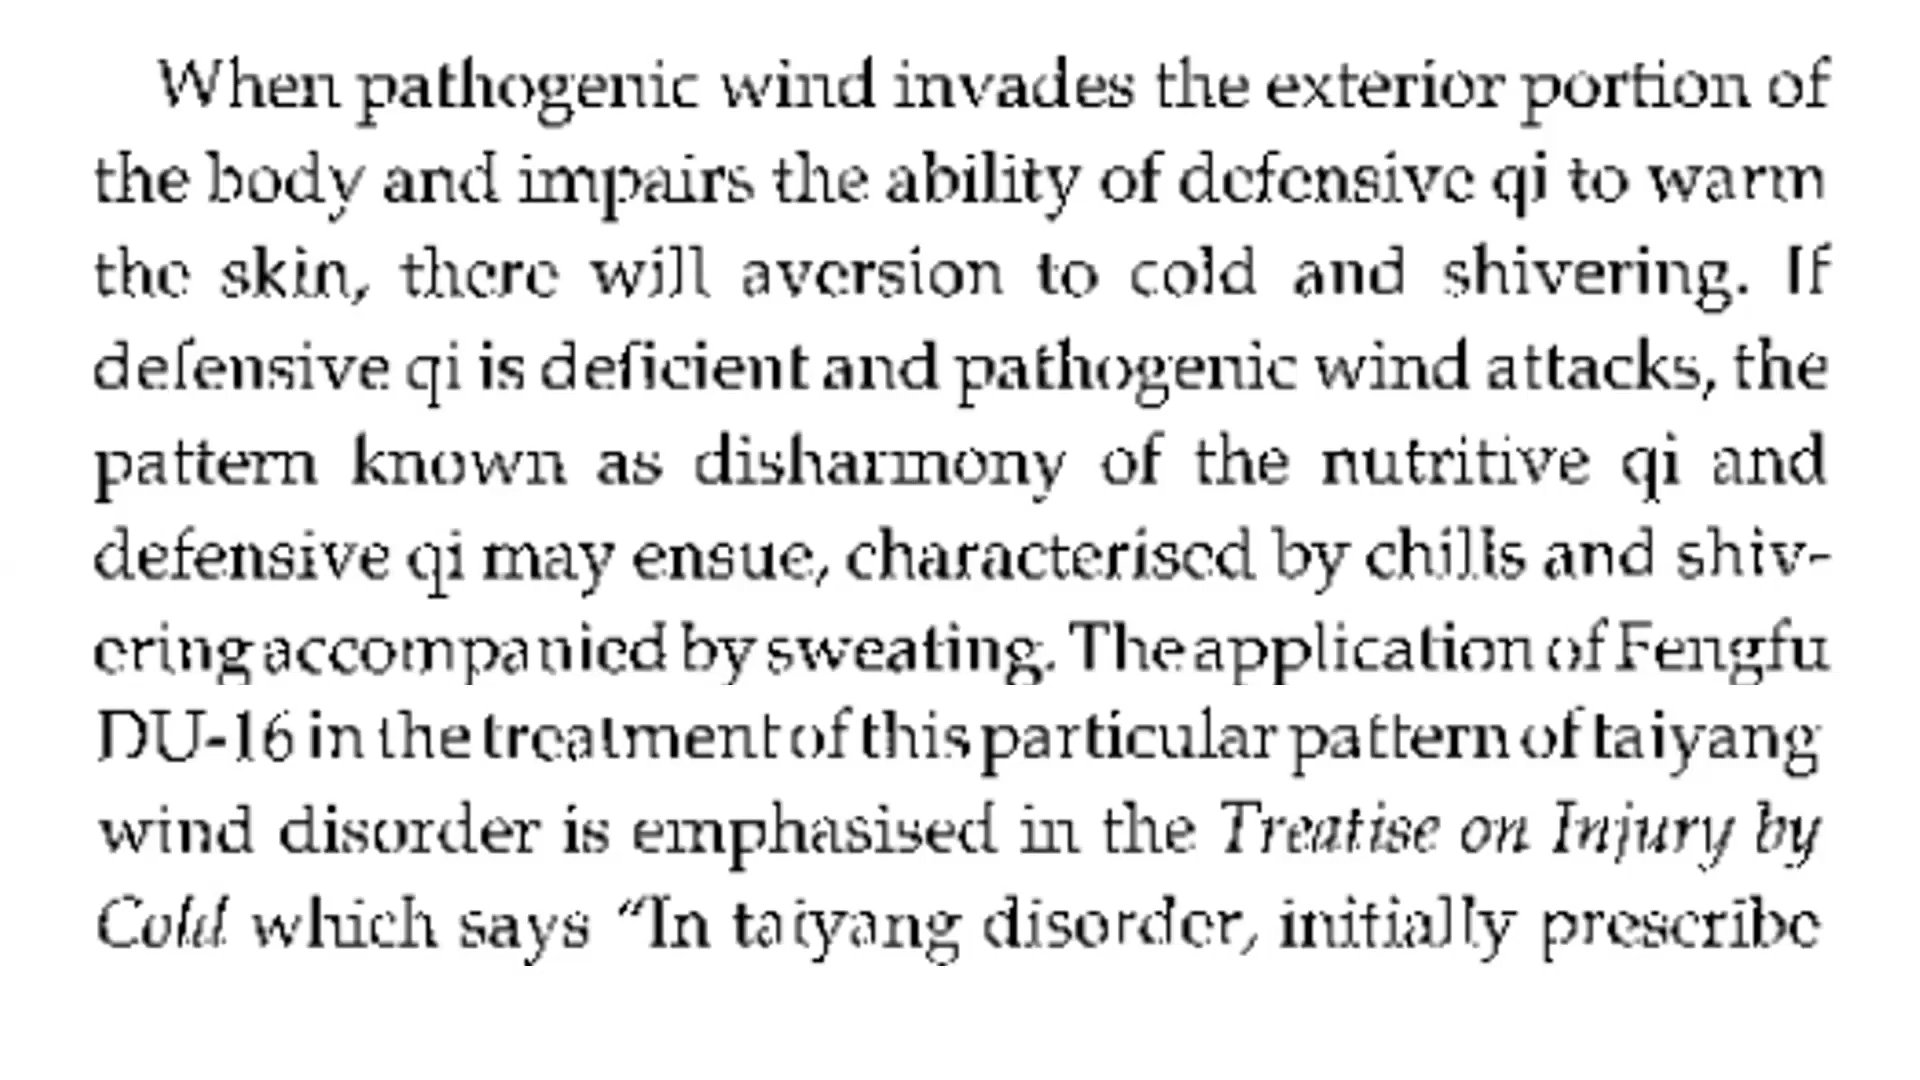 When pathogenic wind invades the exterior portion of
the body and impairs the ability of defensive qi to warm
the skin, there will aversion to cold and shivering. If
defensive qi is deficient and pathogenic wind attacks, the
pattern known as disharmony of the nutritive qi and
defensive qi may ensue, characterised by chills and shiv-
ering accompanied by sweating. The application of Fengfu
DU-16 in the treatment of this particular pattern of taiyang
wind disorder is emphasised in the Treatise on Injury by
Cold which says “In taiyang disorder, initially prescribe